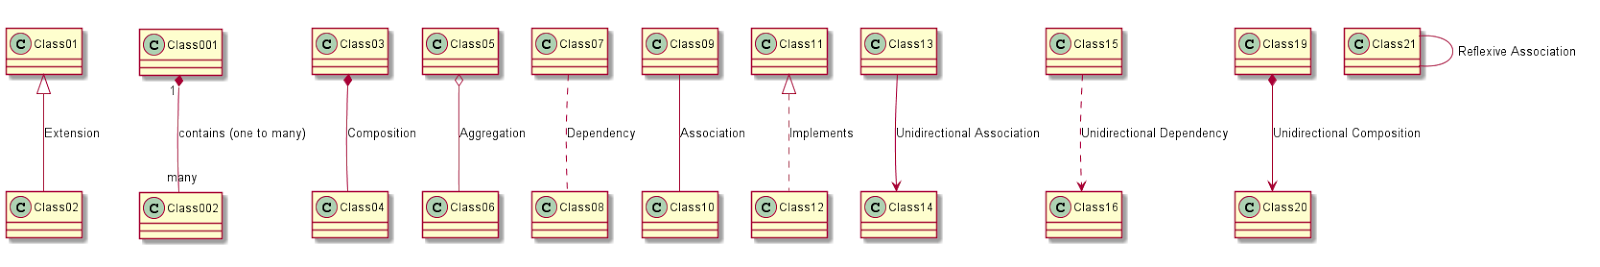 C Class01
C Class001
C Class03
C Class05
C Class07
C Class09
C Class11
C Class13
C Class15
C Class19
C Class21
Reflexive Association
1
Extension
contains (one to many)
Composition
Aggregation
Dependency
Association
Implements
Unidirectional Association
Unidirectional Dependency
Unidirectional Composition
many
C Class02
C Class002
C Class04
C Class06
C Class08
C Class10
C Class12
C Class14
C Class16
C Class20